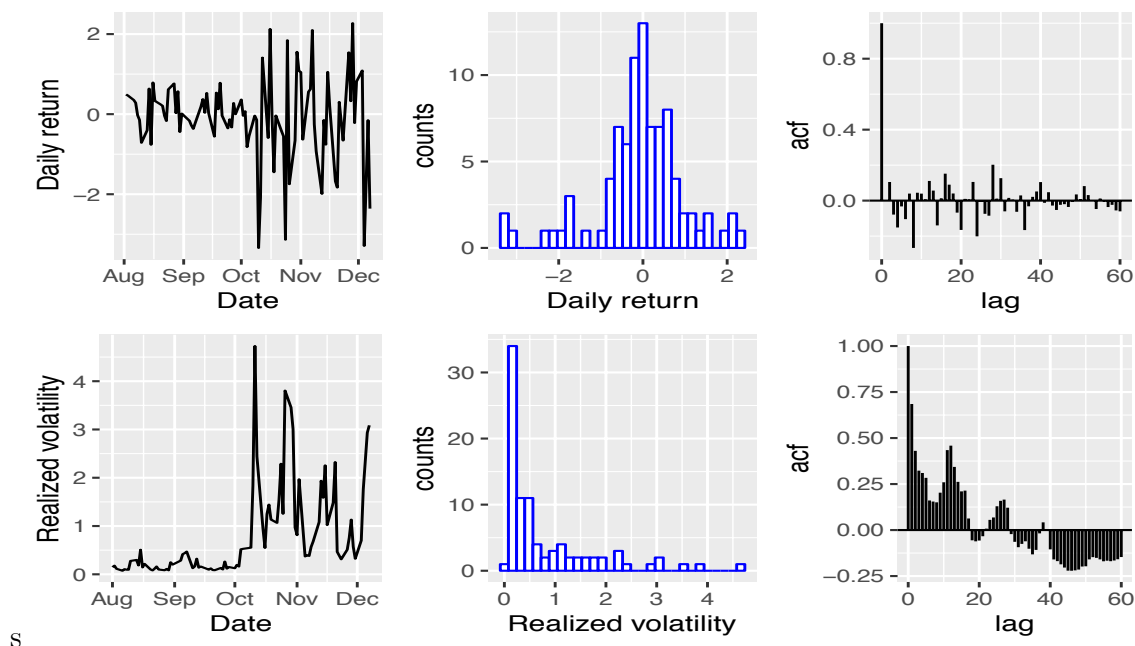 2
0
−2
Daily return
Aug Sep Oct Nov Dec
Date
10
5
0
counts
−2 0 2
Daily return
0.8
0.4
0.0
acf
0 20 40 60
lag
4
3
2
1
0
Realized volatility
Aug Sep Oct Nov Dec
Date
30
20
10
0
counts
0 1 2 3 4
Realized volatility
1.00
0.75
0.50
0.25
0.00
−0.25
acf
0 20 40 60
lag
s